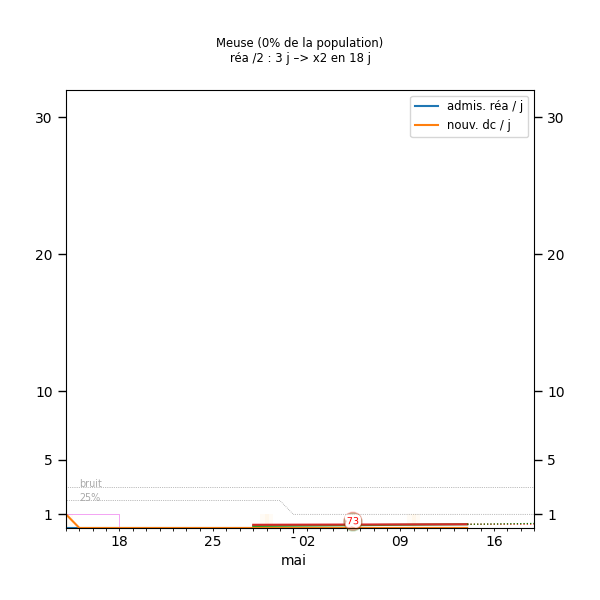 Meuse (0% de la population)
réa /2 : 3 j –> x2 en 18 j
admis. réa / j
nouv. dc / j
30
30
20
20
10
10
5
5
bruit
25%
1
1
73
18
25
02
09
16
mai